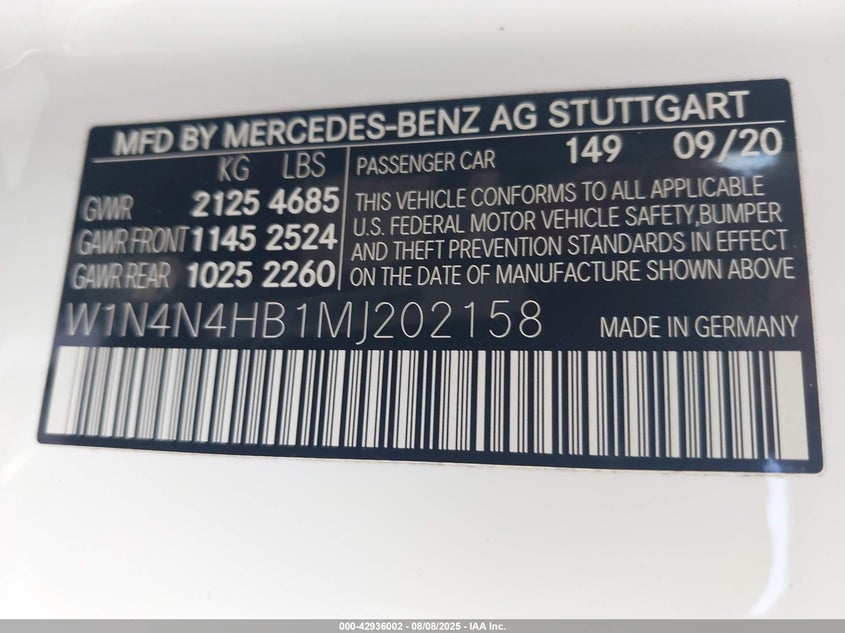 MFD BY MERCEDES-BENZ AG STUTTGART
KG LBS
GVWR 2125 4685
GAWR FRONT 1145 2524
GAWR REAR 1025 2260
PASSENGER CAR 149 09/20
THIS VEHICLE CONFORMS TO ALL APPLICABLE
U.S. FEDERAL MOTOR VEHICLE SAFETY,BUMPER
AND THEFT PREVENTION STANDARDS IN EFFECT
ON THE DATE OF MANUFACTURE SHOWN ABOVE
W1N4N4HB1MJ202158 MADE IN GERMANY
000-42936002 - 08/08/2025 - IAA Inc.